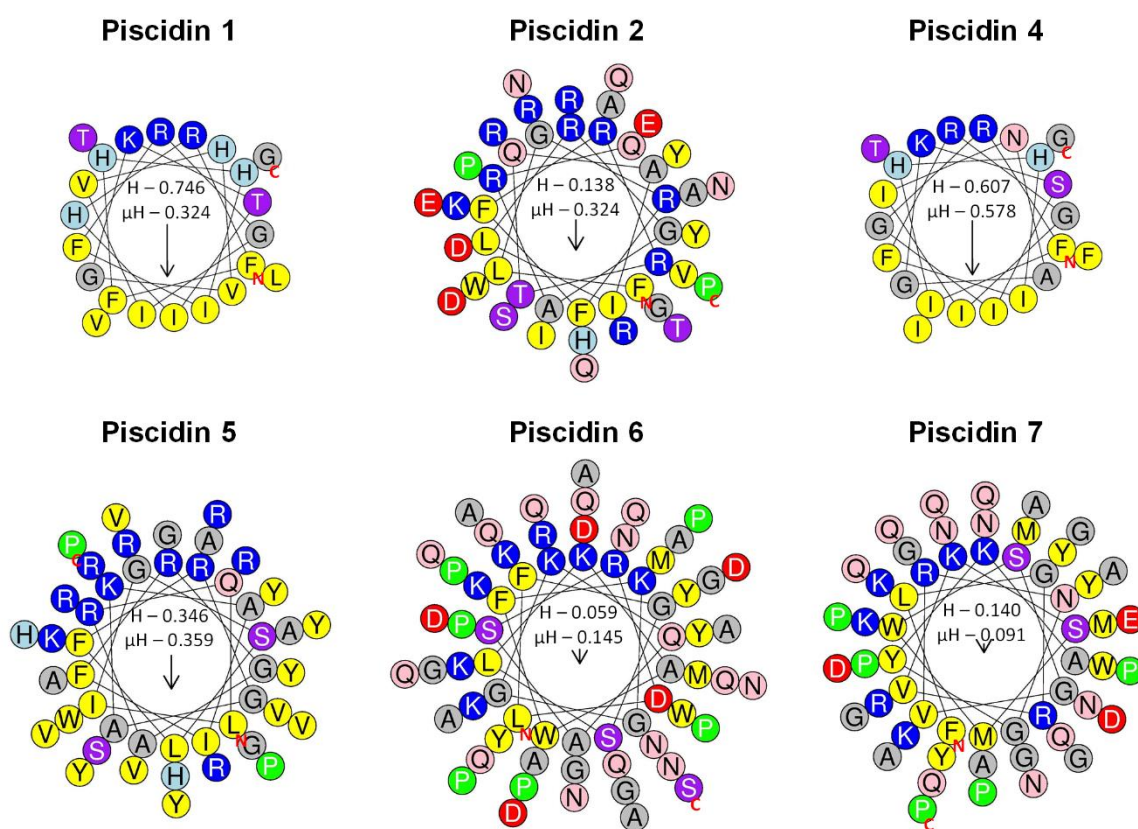 Piscidin 1
T H K R R H H G C
V H T
H H – 0.746 G
F μH – 0.324 F N L
G V F I I I V
Piscidin 2
N R R R Q A
R Q G R R R Q E
P R A Y
E K F H – 0.138 R A N
D L μH – 0.324 G Y
D W L R V P C
S T I A F H Q I R F N G T
Piscidin 4
T H K R R N H G C
I S
G H – 0.607 G
F μH – 0.578 F N F
G I I I I I A
Piscidin 5
V R G G A R
P C R K R R R Q R
R R A Y
H K F H – 0.346 S A Y
A F μH – 0.359 G Y
V W I G V V
Y S A V A L H Y I R L N G P
Piscidin 6
A Q D K
A Q K F Q R K Q R N Q K M A P
Q P K F G Y G D
D P S H – 0.059 Q Y A
Q G K L μH – 0.145 A M Q N
A K G D W P
P Q Y L N D P A W N G A A G Q S S C N N G
Piscidin 7
Q N K Q N K S M A
Q G R G Y G
Q K L N Y A
P K W H – 0.140 S M E
D P Y μH – 0.091 A W P
G R V G N D
A K V R Q G
P C Q Y F N P A M N G G